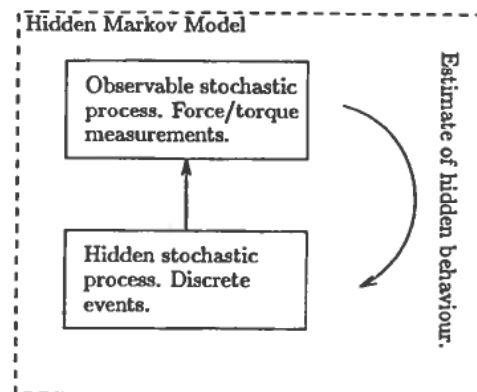 Hidden Markov Model
Observable stochastic
process. Force/torque
measurements.
Hidden stochastic
process. Discrete
events.
Estimate of hidden behaviour.